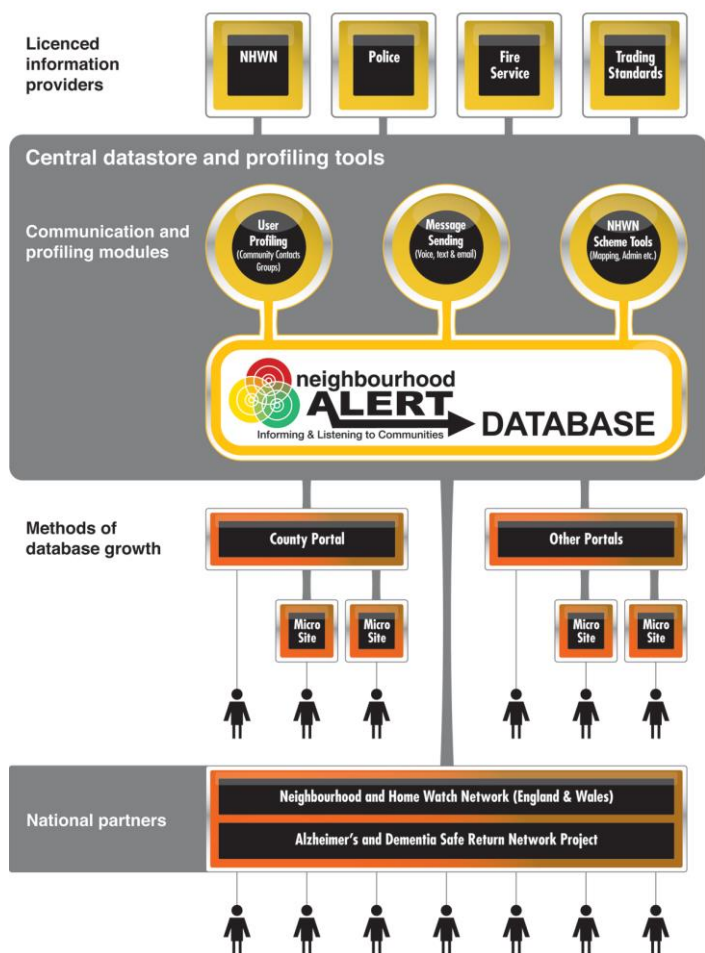 Licenced
information
providers
NHWN
Police
Fire
Service
Trading
Standards
Central datastore and profiling tools
Communication and
profiling modules
User
Profiling
(Community Contacts
Groups)
Message
Sending
(Voice, text & email)
NHWN
Scheme Tools
(Mapping, Admin etc.)
neighbourhood
ALERT
Informing & Listening to Communities
DATABASE
Methods of
database growth
County Portal
Other Portals
Micro
Site
Micro
Site
Micro
Site
Micro
Site
National partners
Neighbourhood and Home Watch Network (England & Wales)
Alzheimer's and Dementia Safe Return Network Project